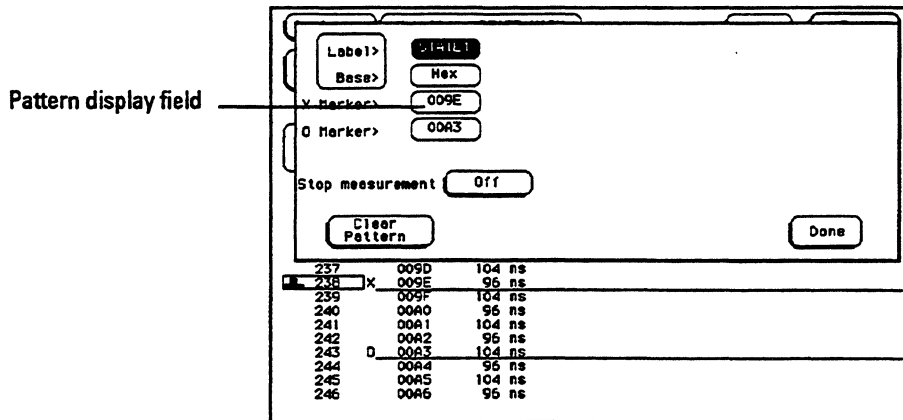 Label> STATE1
Base> Hex
Pattern display field
X Marker> 009E
O Marker> 00A3
Stop measurement Off
Clear Pattern
Done
237 009D 104 ns
238 X 009E 96 ns
239 009F 104 ns
240 00A0 96 ns
241 00A1 104 ns
242 00A2 96 ns
243 O 00A3 104 ns
244 00A4 96 ns
245 00A5 104 ns
246 00A6 96 ns